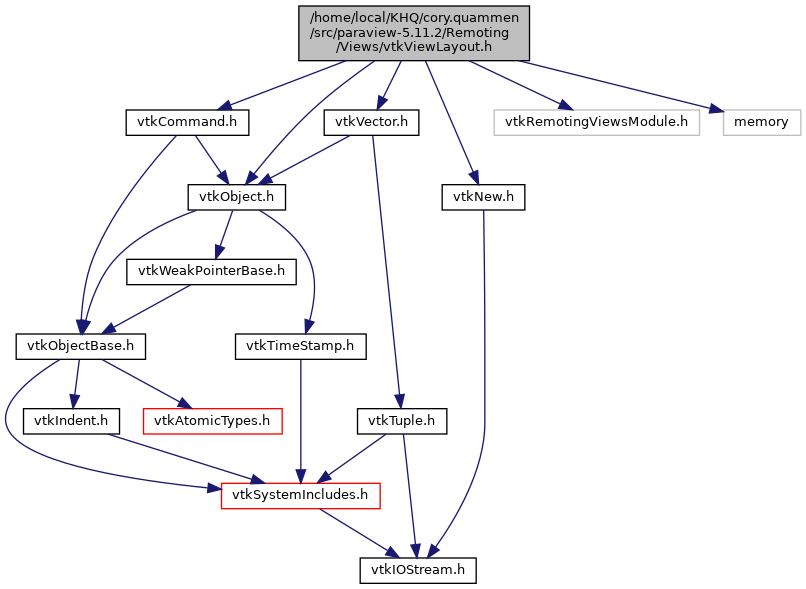 /home/local/KHQ/cory.quammen
/src/paraview-5.11.2/Remoting
/Views/vtkViewLayout.h
vtkCommand.h
vtkVector.h
vtkRemotingViewsModule.h
memory
vtkObject.h
vtkNew.h
vtkWeakPointerBase.h
vtkObjectBase.h
vtkTimeStamp.h
vtkIndent.h
vtkAtomicTypes.h
vtkTuple.h
vtkSystemIncludes.h
vtkIOStream.h